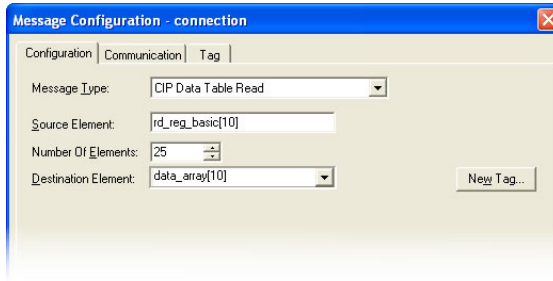 Message Configuration - connection
Configuration Communication Tag
Message Type: CIP Data Table Read
Source Element: rd_reg_basic[10]
Number Of Elements: 25
Destination Element: data_array[10] New Tag...